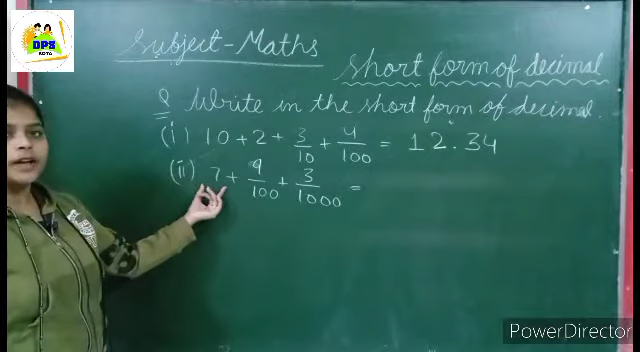 DPS
KOTA
Subject-Maths
Short form of decimal
Q Write in the short form of decimal.
(i) 10 + 2 + 3/10 + 4/100 = 12.34
(ii) 7 + 9/100 + 3/1000 =
PowerDirector